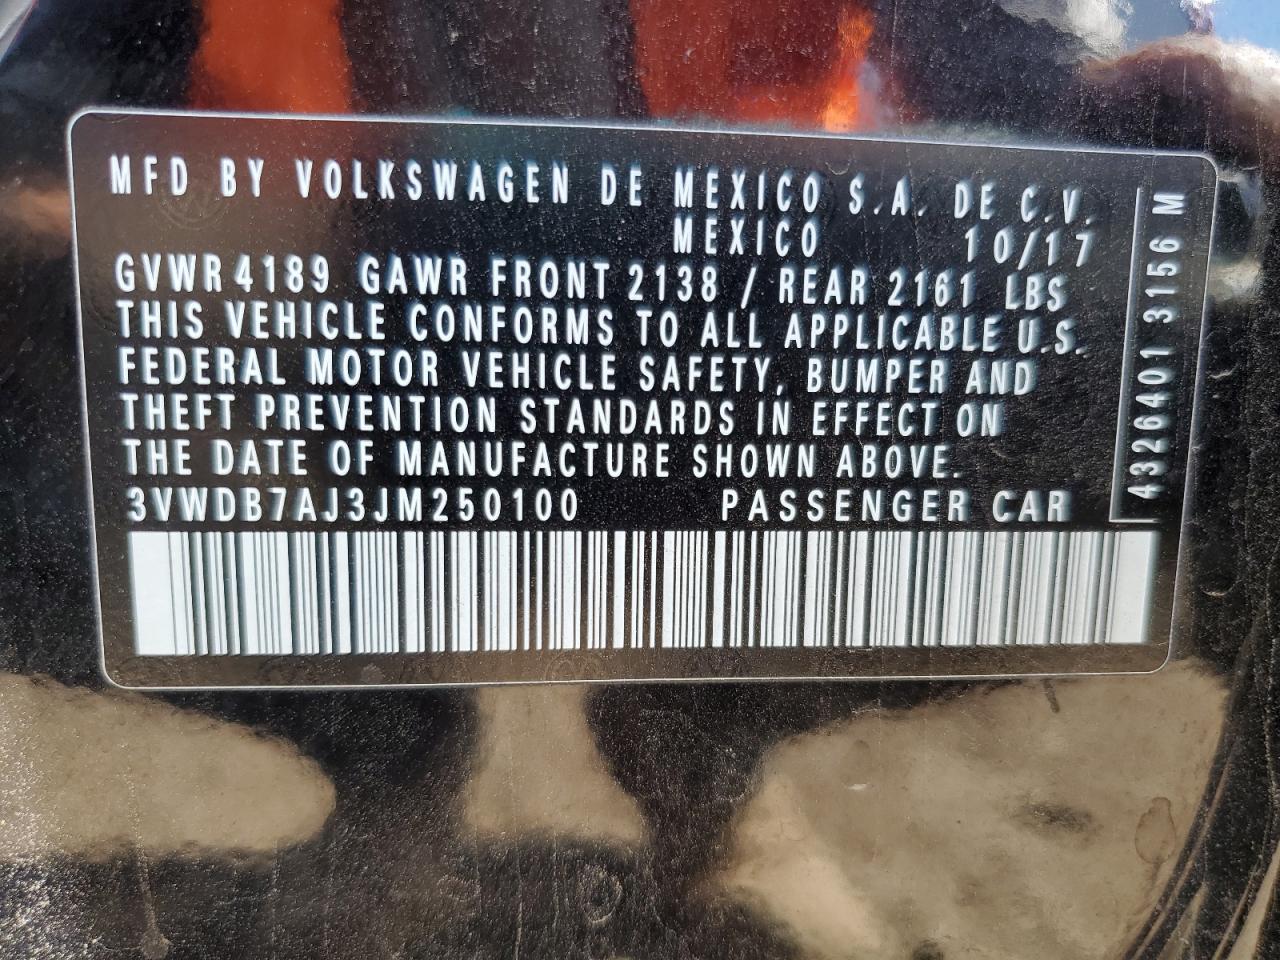 MFD BY VOLKSWAGEN DE MEXICO S.A. DE C.V.
MEXICO 10/17
GVWR 4189 GAWR FRONT 2138 / REAR 2161 LBS
THIS VEHICLE CONFORMS TO ALL APPLICABLE U.S.
FEDERAL MOTOR VEHICLE SAFETY, BUMPER AND
THEFT PREVENTION STANDARDS IN EFFECT ON
THE DATE OF MANUFACTURE SHOWN ABOVE.
3VWDB7AJ3JM250100 PASSENGER CAR
4326401 3156 M